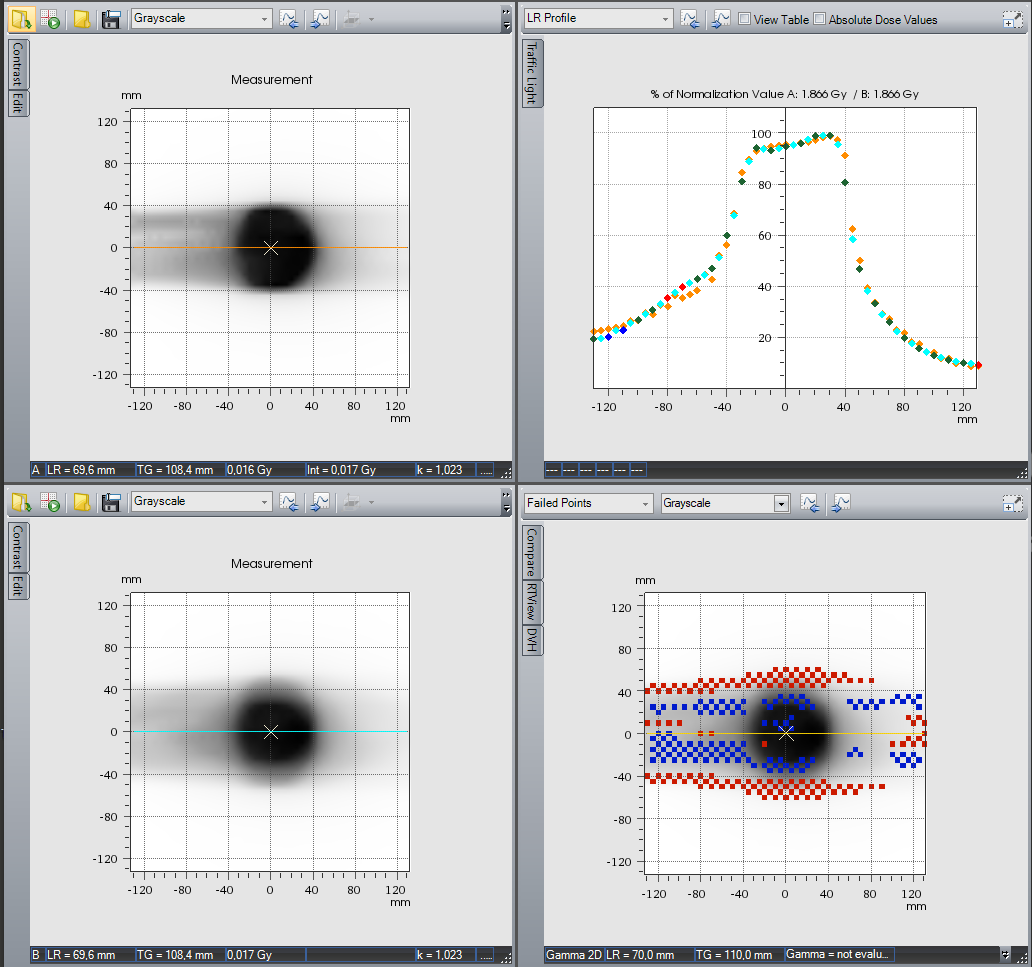 Grayscale
Contrast
Edit
Measurement
mm
120
80
40
0
-40
-80
-120
-120 -80 -40 0 40 80 120
mm
A LR = 69,6 mm TG = 108,4 mm 0,016 Gy Int = 0,017 Gy k = 1,023 ....
LR Profile View Table Absolute Dose Values
Traffic Light
% of Normalization Value A: 1.866 Gy / B: 1.866 Gy
100
80
60
40
20
-120 -80 -40 0 40 80 120
mm
--- --- --- --- --- ---
Grayscale
Contrast
Edit
Measurement
mm
120
80
40
0
-40
-80
-120
-120 -80 -40 0 40 80 120
mm
B LR = 69,6 mm TG = 108,4 mm 0,017 Gy k = 1,023 ....
Failed Points Grayscale
Compare
RTView
DVH
mm
120
80
40
0
-40
-80
-120
-120 -80 -40 0 40 80 120
mm
Gamma 2D LR = 70,0 mm TG = 110,0 mm Gamma = not evalu...